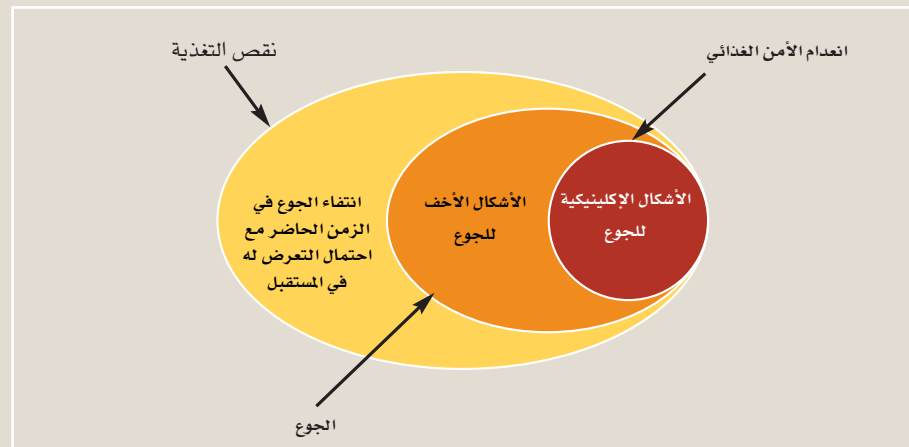 انعدام الأمن الغذائي
نقص التغذية
الأشكال الإكلينيكية
للجوع
الأشكال الأخف
للجوع
انتفاء الجوع في
الزمن الحاضر مع
احتمال التعرض له
في المستقبل
الجوع